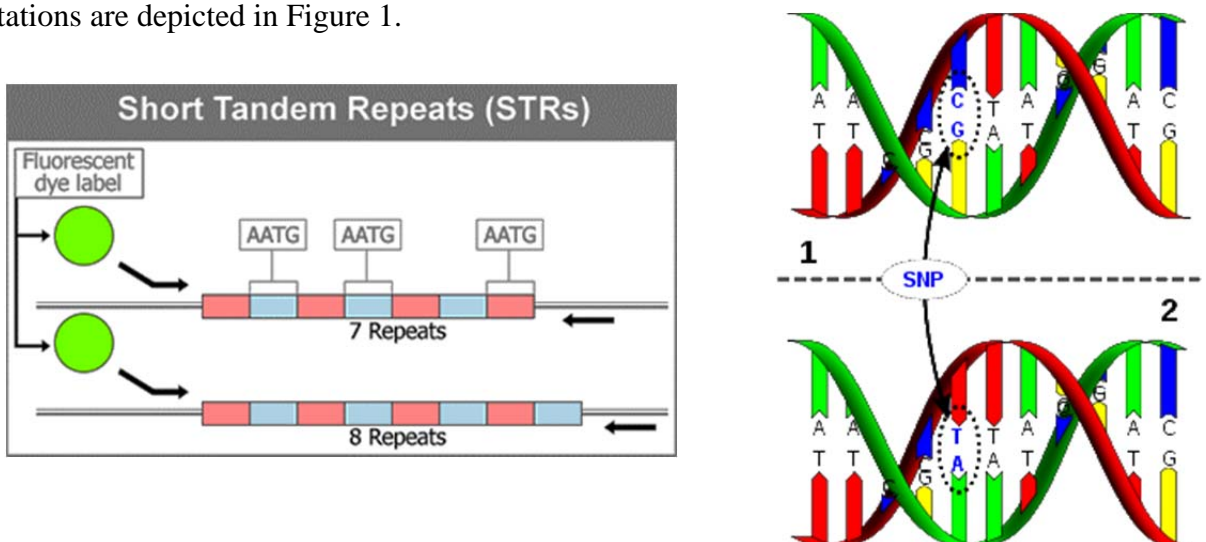 tations are depicted in Figure 1.
Short Tandem Repeats (STRs)
Fluorescent
dye label
AATG AATG AATG
7 Repeats
8 Repeats
A A C T A G A C
T T G G A T T G
1
SNP
2
A A T T A G A C
T T G A A T T G